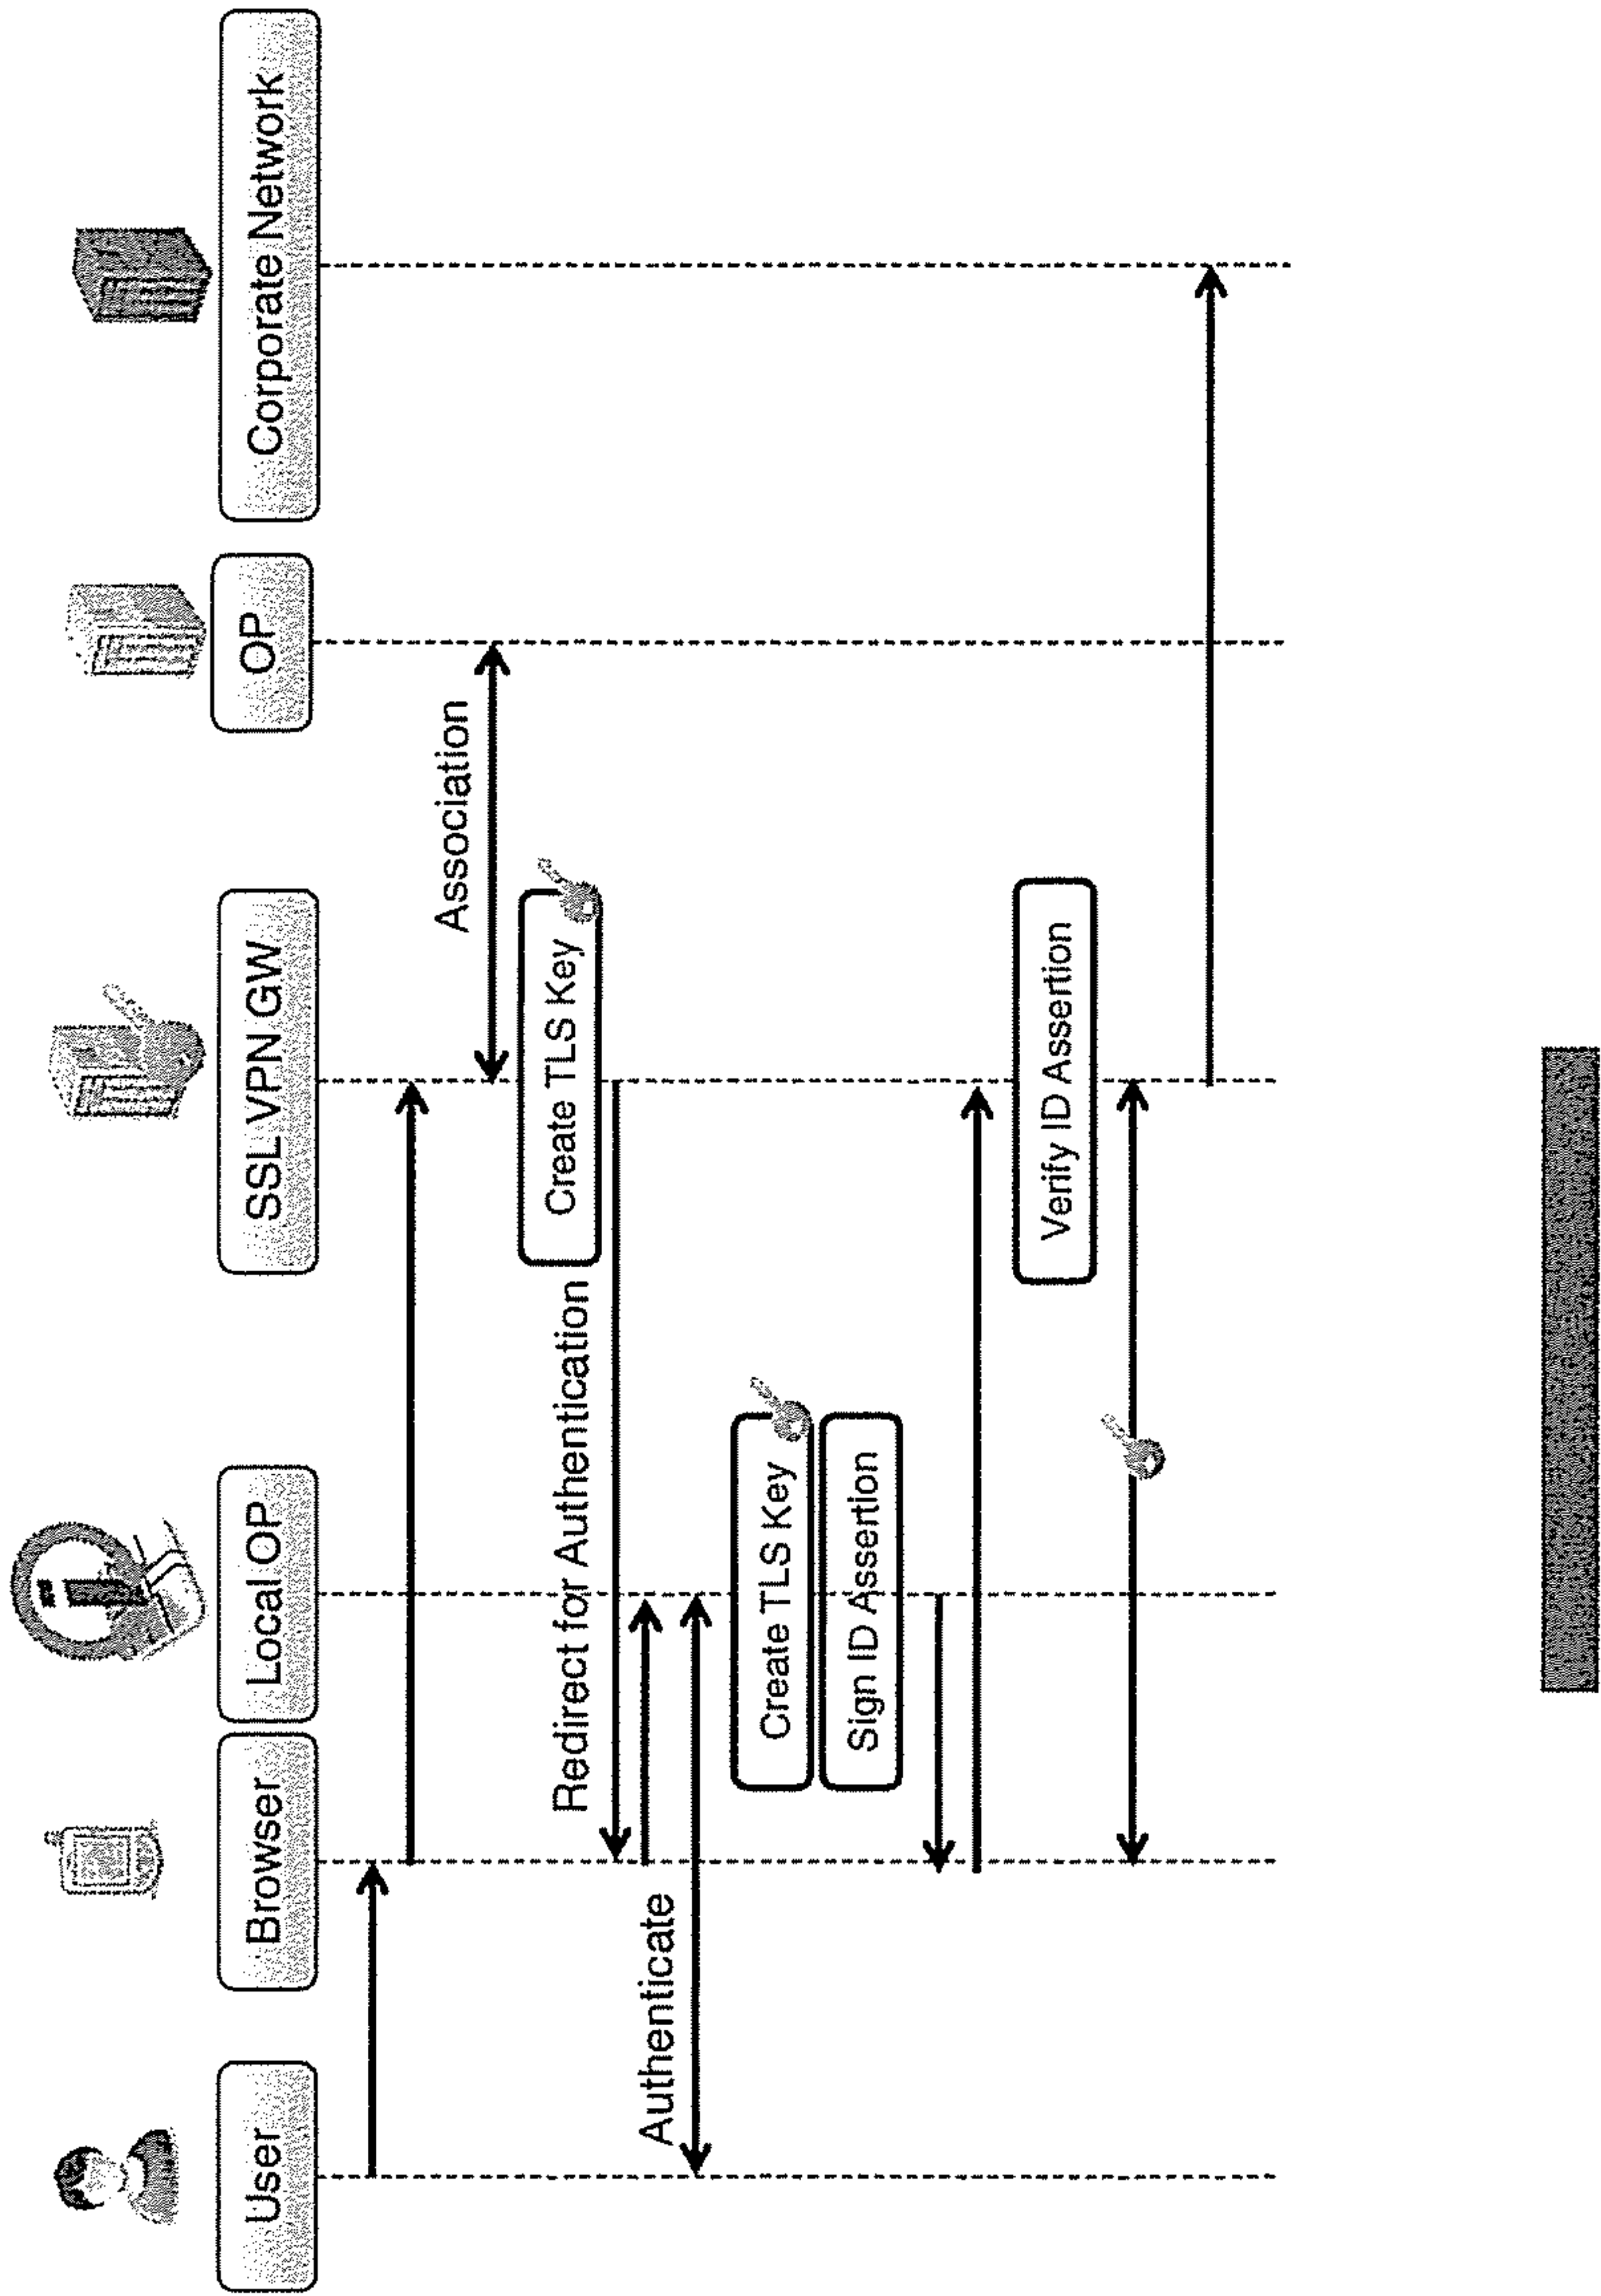 User
Browser
Local OP
SSL VPN GW
OP
Corporate Network
Association
Create TLS Key
Redirect for Authentication
Authenticate
Create TLS Key
Sign ID Assertion
Verify ID Assertion